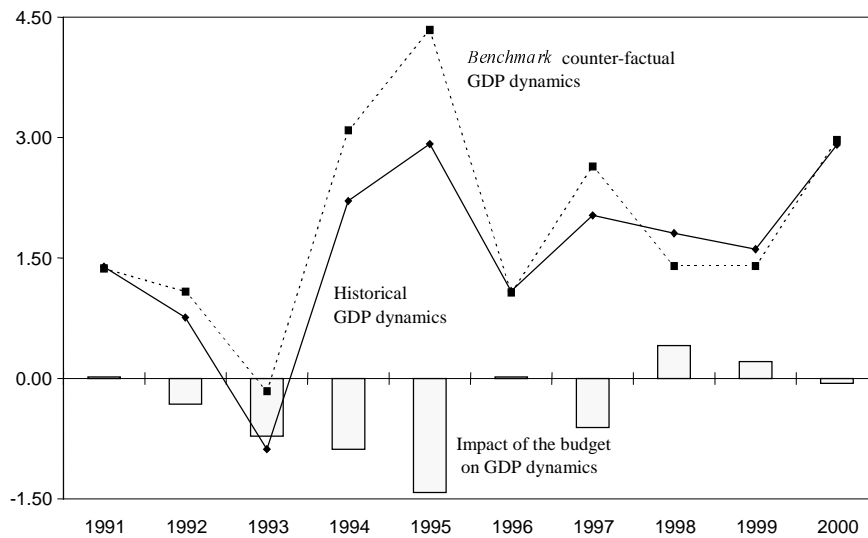 4.50
Benchmark counter-factual
GDP dynamics
3.00
1.50
Historical
GDP dynamics
0.00
Impact of the budget
on GDP dynamics
-1.50
1991 1992 1993 1994 1995 1996 1997 1998 1999 2000